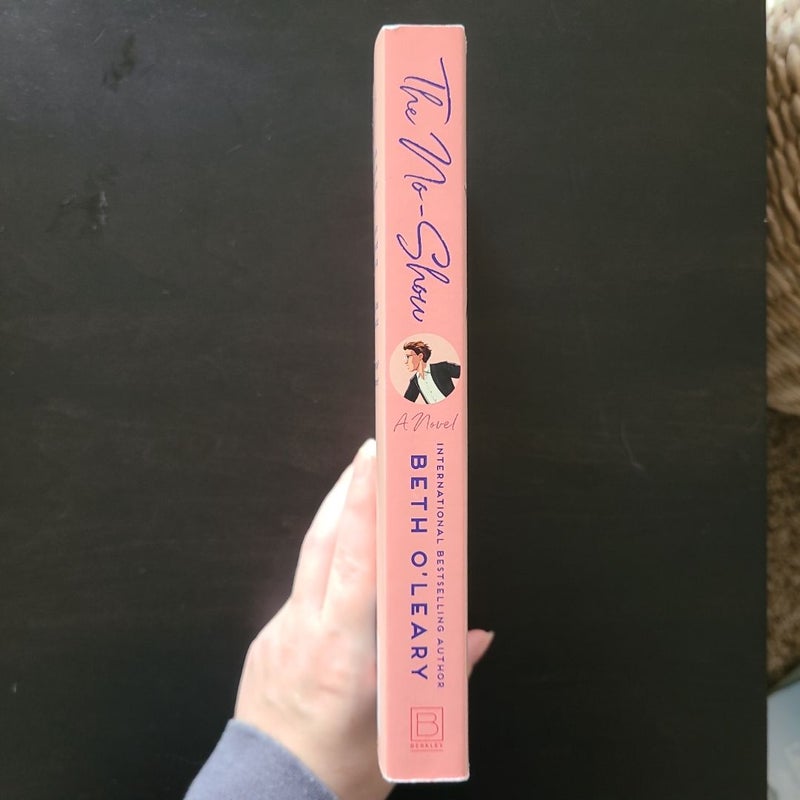 The No-Show
A Novel
INTERNATIONAL BESTSELLING AUTHOR
BETH O'LEARY
B
BERKLEY